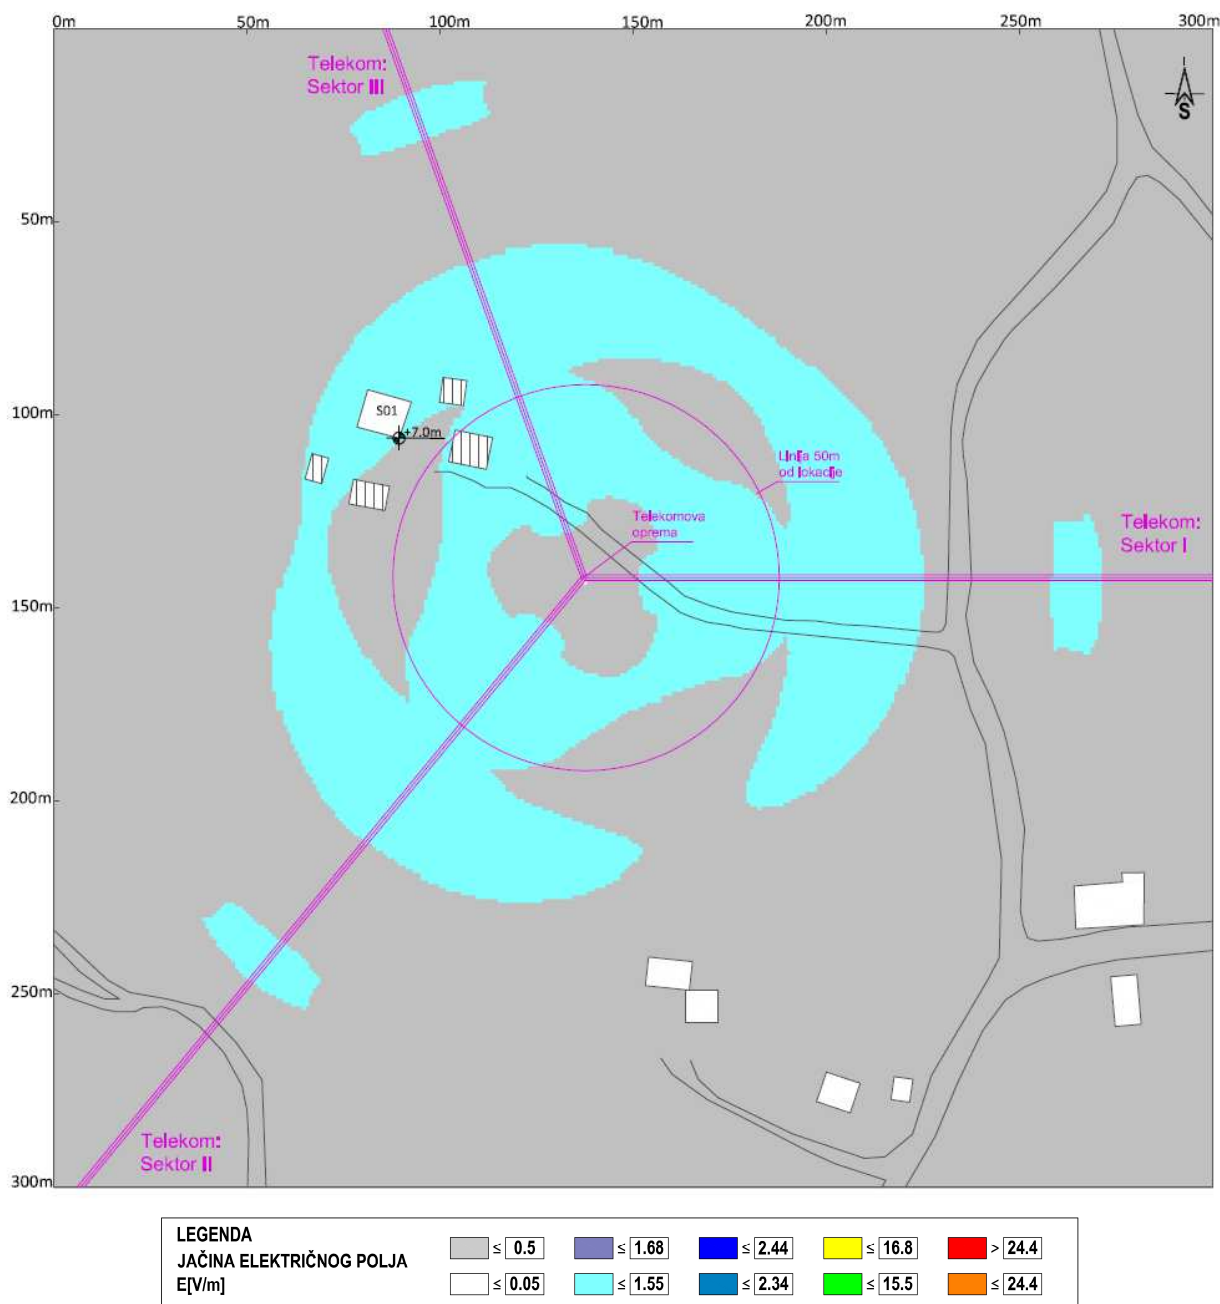 0m 50m 100m 150m 200m 250m 300m
Telekom:
Sektor III
S
50m
100m
S01
+7.0m
Linija 50m
od lokacije
Telekomova
oprema
Telekom:
Sektor I
150m
200m
250m
Telekom:
Sektor II
300m
LEGENDA
JAČINA ELEKTRIČNOG POLJA
E[V/m]
≤ 0.5 ≤ 1.68 ≤ 2.44 ≤ 16.8 > 24.4
≤ 0.05 ≤ 1.55 ≤ 2.34 ≤ 15.5 ≤ 24.4